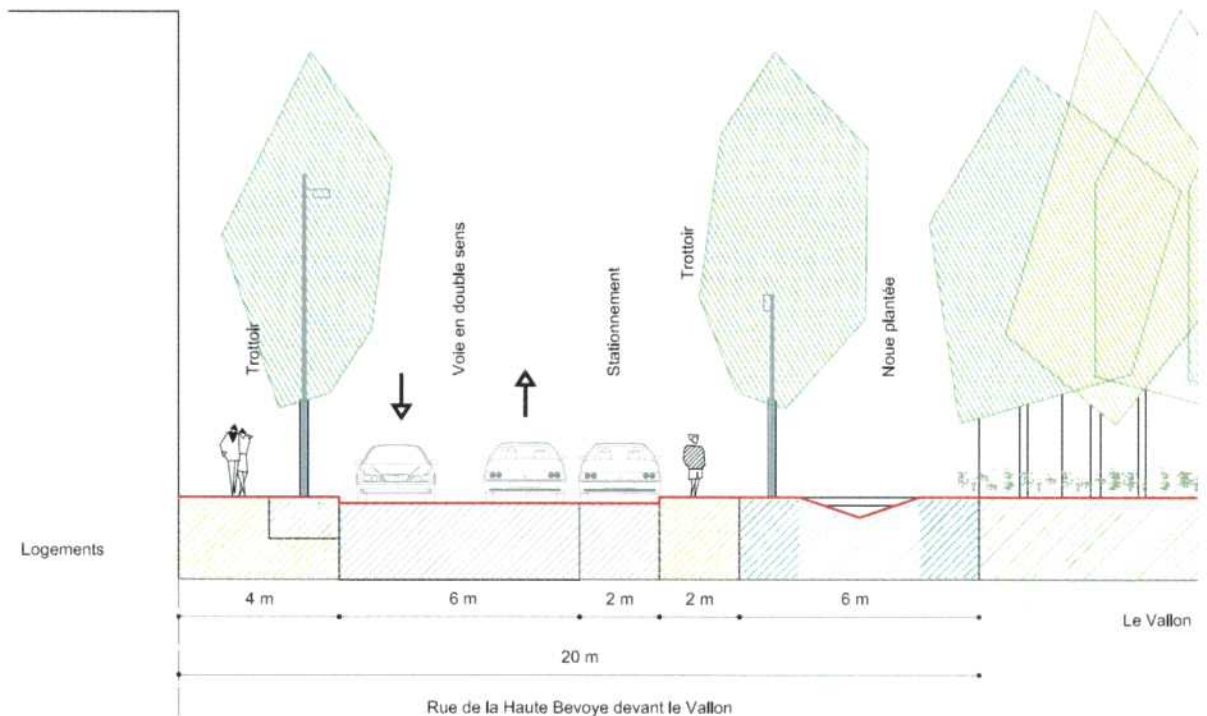 Trottoir
Voie en double sens
Stationnement
Trottoir
Noue plantée
Logements
4 m
6 m
2 m
2 m
6 m
Le Vallon
20 m
Rue de la Haute Bevoye devant le Vallon